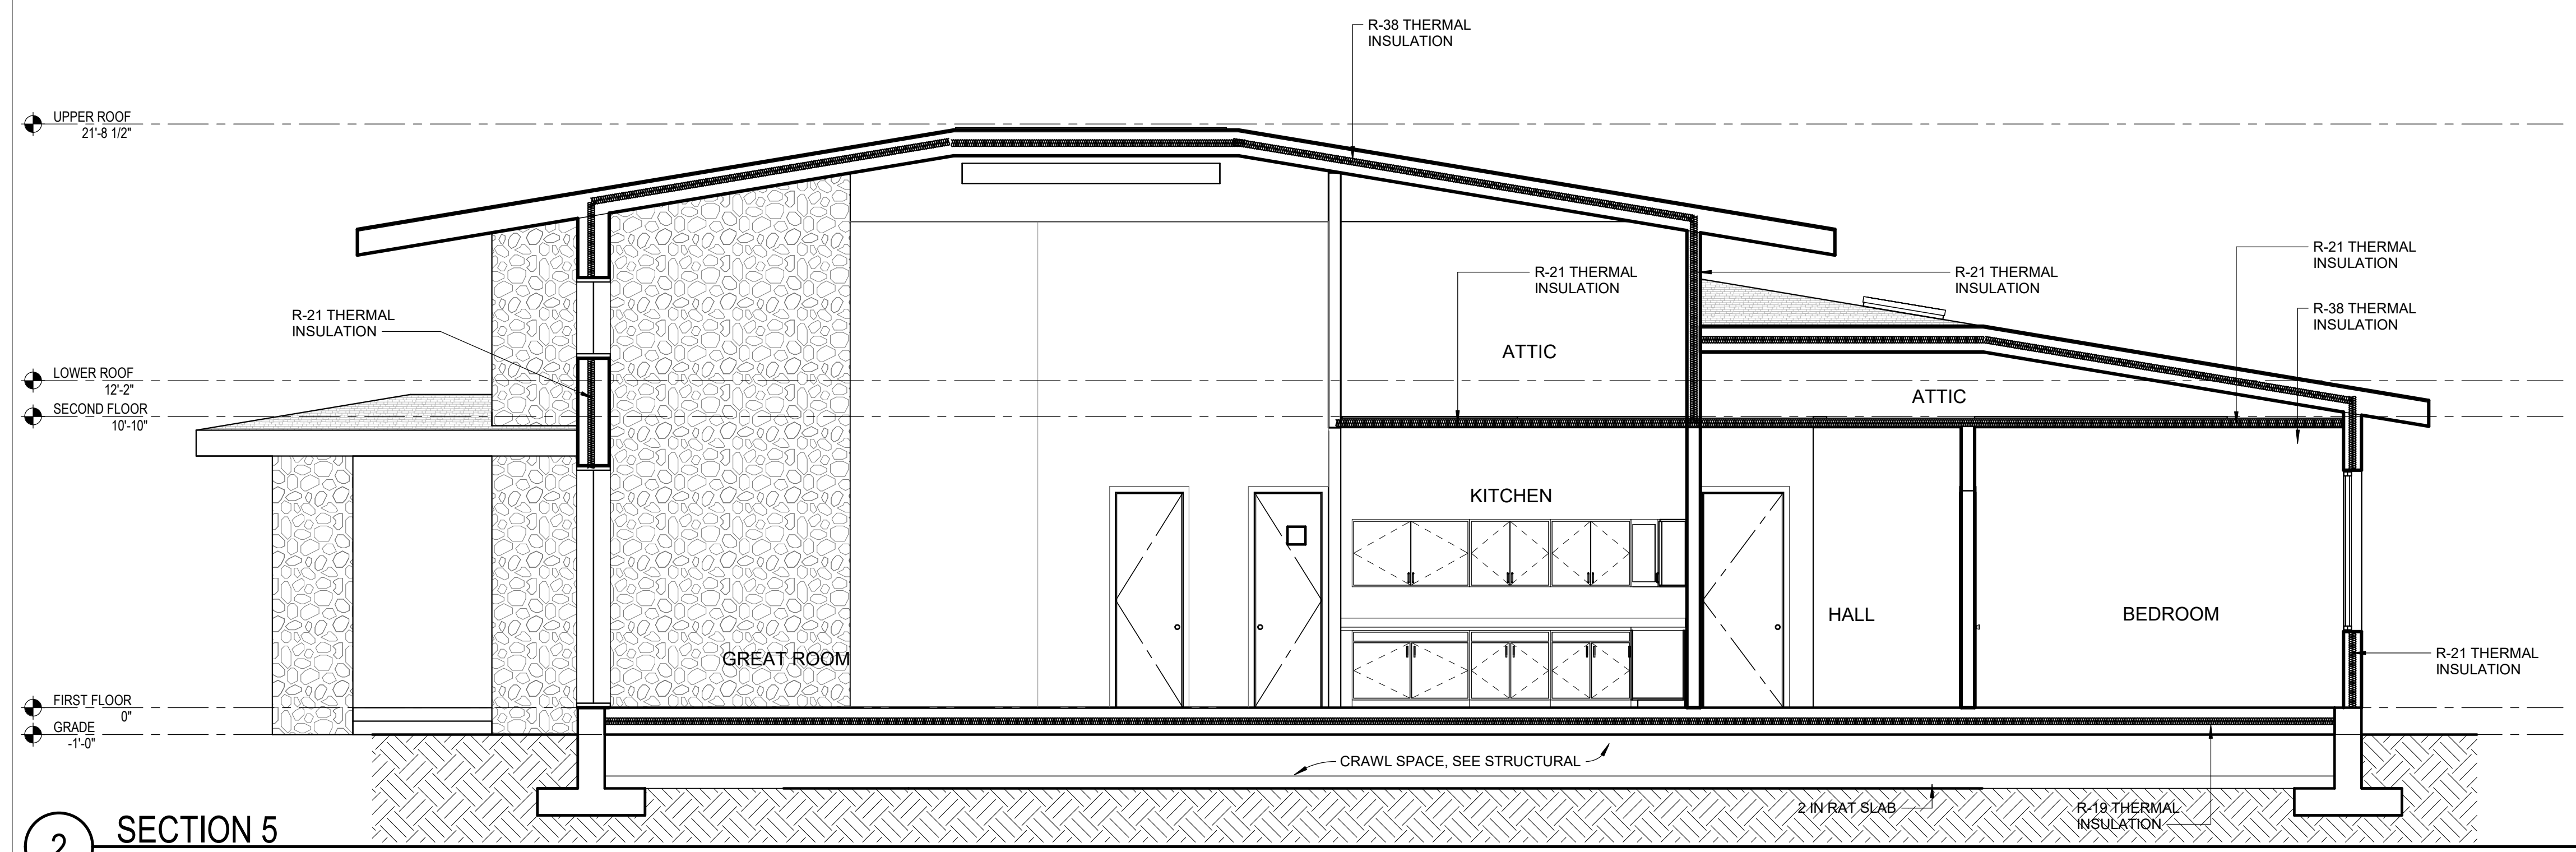 R-38 THERMAL
INSULATION
UPPER ROOF
21'-8 1/2"
R-21 THERMAL
INSULATION
R-21 THERMAL
INSULATION
R-21 THERMAL
INSULATION
R-21 THERMAL
INSULATION
R-38 THERMAL
INSULATION
ATTIC
LOWER ROOF
12'-2"
ATTIC
SECOND FLOOR
10'-10"
KITCHEN
HALL
BEDROOM
GREAT ROOM
R-21 THERMAL
INSULATION
FIRST FLOOR
0"
GRADE
-1'-0"
CRAWL SPACE, SEE STRUCTURAL
2 IN RAT SLAB
R-19 THERMAL
INSULATION
2
SECTION 5